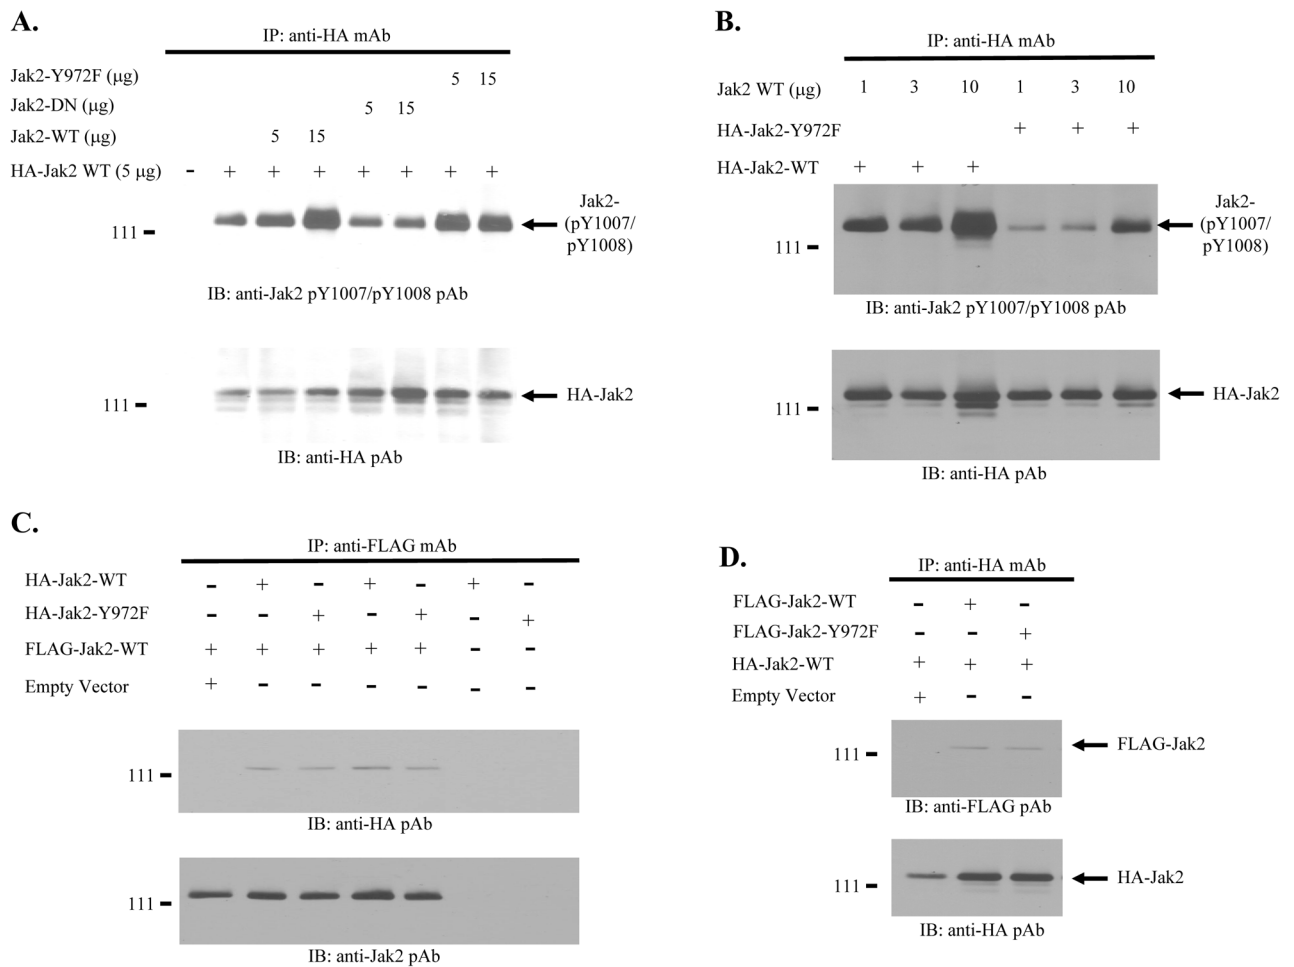 A.
IP: anti-HA mAb
Jak2-Y972F (µg) 5 15
Jak2-DN (µg) 5 15
Jak2-WT (µg) 5 15
HA-Jak2 WT (5 µg) - + + + + + + +
111
Jak2-
(pY1007/
pY1008)
IB: anti-Jak2 pY1007/pY1008 pAb
111
HA-Jak2
IB: anti-HA pAb
B.
IP: anti-HA mAb
Jak2 WT (µg) 1 3 10 1 3 10
HA-Jak2-Y972F + + +
HA-Jak2-WT + + +
111
Jak2-
(pY1007/
pY1008)
IB: anti-Jak2 pY1007/pY1008 pAb
111
HA-Jak2
IB: anti-HA pAb
C.
IP: anti-FLAG mAb
HA-Jak2-WT - + - + - + -
HA-Jak2-Y972F - - + - + - +
FLAG-Jak2-WT + + + + + - -
Empty Vector + - - - - - -
111
IB: anti-HA pAb
111
IB: anti-Jak2 pAb
D.
IP: anti-HA mAb
FLAG-Jak2-WT - + -
FLAG-Jak2-Y972F - - +
HA-Jak2-WT + + +
Empty Vector + - -
111
FLAG-Jak2
IB: anti-FLAG pAb
111
HA-Jak2
IB: anti-HA pAb